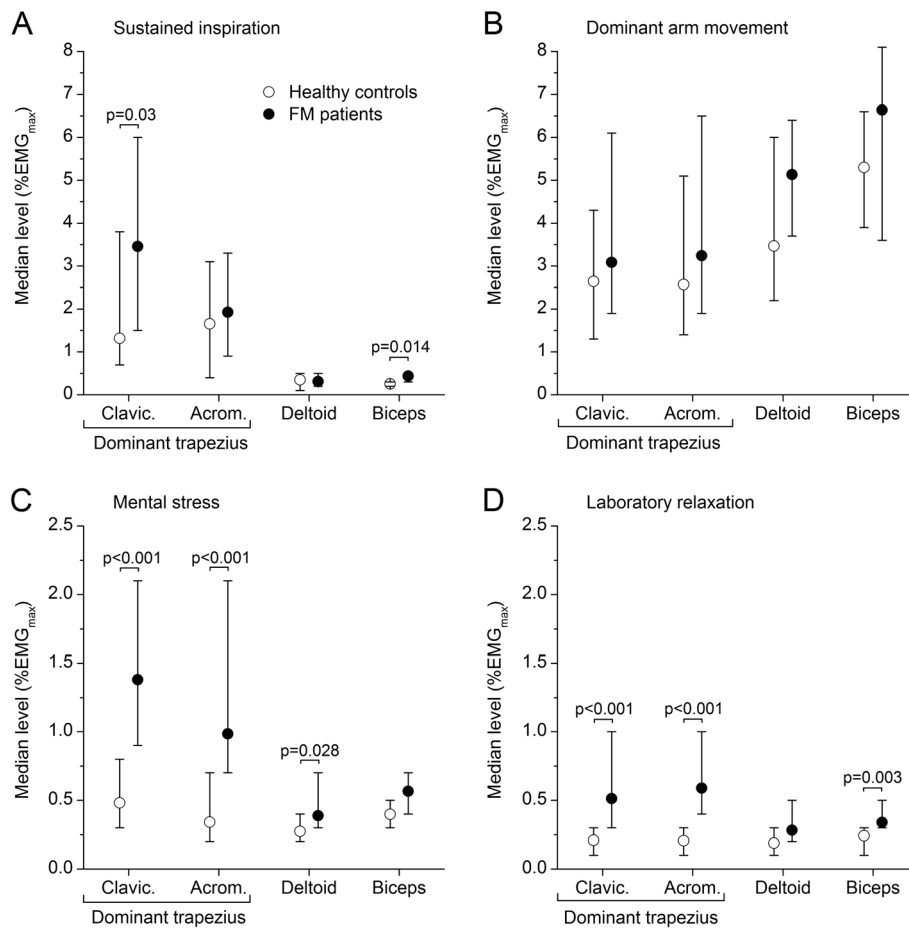 A Sustained inspiration
Median level (%EMGmax)
8
7
6
5
4
3
2
1
0
Healthy controls
FM patients
p=0.03
p=0.014
Clavic. Acrom. Deltoid Biceps
Dominant trapezius
B Dominant arm movement
Median level (%EMGmax)
8
7
6
5
4
3
2
1
0
Clavic. Acrom. Deltoid Biceps
Dominant trapezius
C Mental stress
Median level (%EMGmax)
2.5
2.0
1.5
1.0
0.5
0.0
p<0.001 p<0.001
p=0.028
Clavic. Acrom. Deltoid Biceps
Dominant trapezius
D Laboratory relaxation
Median level (%EMGmax)
2.5
2.0
1.5
1.0
0.5
0.0
p<0.001 p<0.001
p=0.003
Clavic. Acrom. Deltoid Biceps
Dominant trapezius